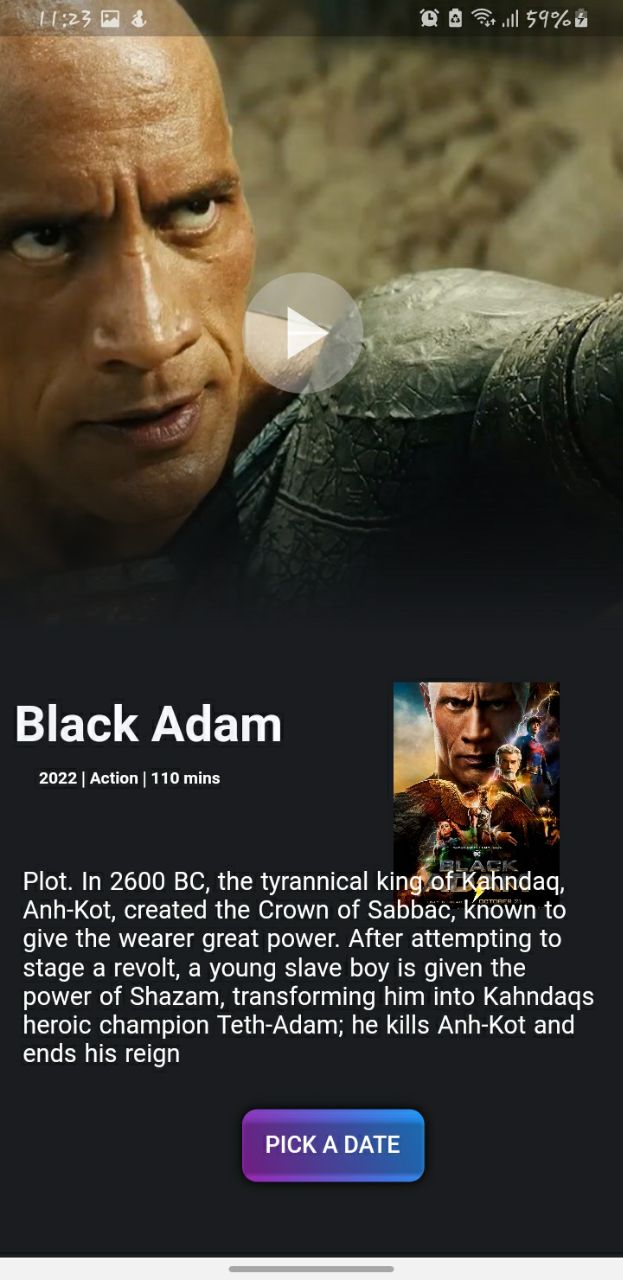 11:23
59%
Black Adam
2022 | Action | 110 mins
BLACK
OCTOBER 21
Plot. In 2600 BC, the tyrannical king of Kahndaq,
Anh-Kot, created the Crown of Sabbac, known to
give the wearer great power. After attempting to
stage a revolt, a young slave boy is given the
power of Shazam, transforming him into Kahndaqs
heroic champion Teth-Adam; he kills Anh-Kot and
ends his reign
PICK A DATE